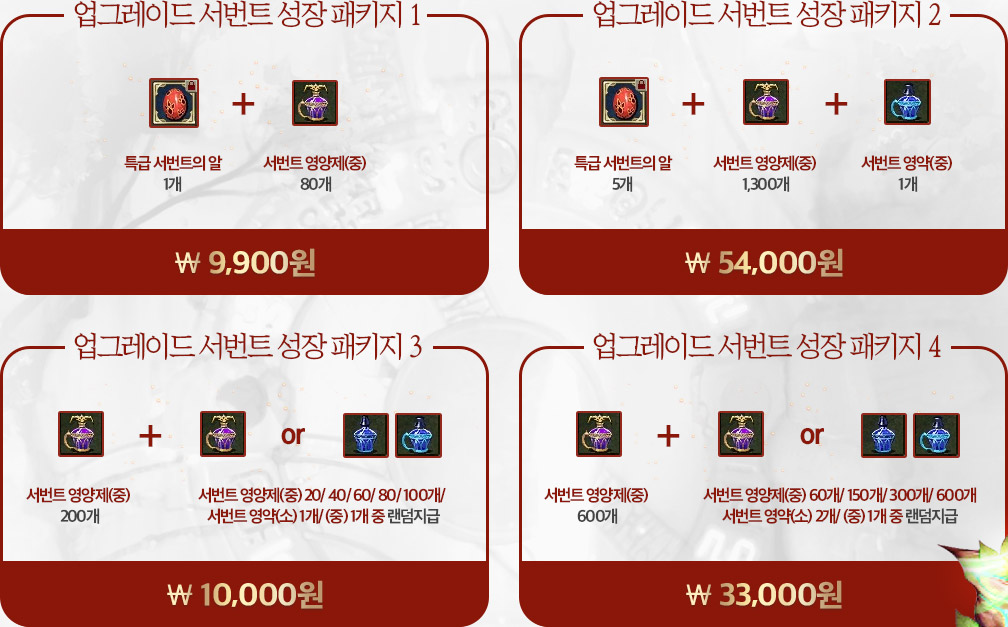 업그레이드 서번트 성장 패키지 1
특급 서번트의 알
1개
+
서번트 영양제(중)
80개
₩ 9,900원
업그레이드 서번트 성장 패키지 2
특급 서번트의 알
5개
+
서번트 영양제(중)
1,300개
+
서번트 영약(중)
1개
₩ 54,000원
업그레이드 서번트 성장 패키지 3
+
or
서번트 영양제(중)
200개
서번트 영양제(중) 20/ 40/ 60/ 80/ 100개/
서번트 영약(소) 1개/ (중) 1개 중 랜덤지급
₩ 10,000원
업그레이드 서번트 성장 패키지 4
+
or
서번트 영양제(중)
600개
서번트 영양제(중) 60개/ 150개/ 300개/ 600개
서번트 영약(소) 2개/ (중) 1개 중 랜덤지급
₩ 33,000원